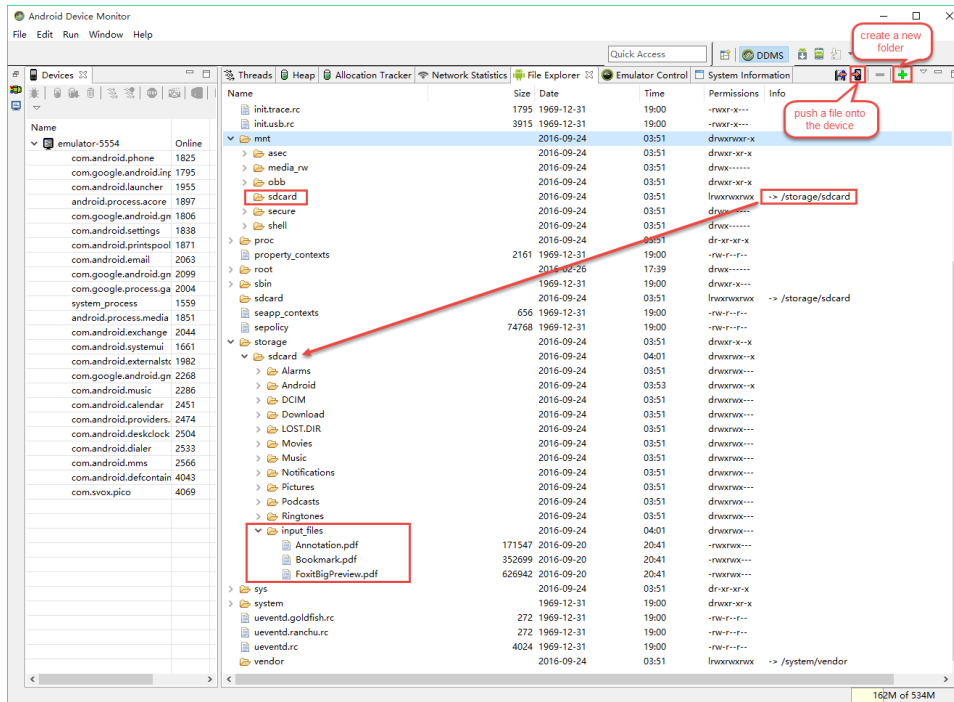 Android Device Monitor
File Edit Run Window Help
create a new folder
Quick Access DDMS
Devices Threads Heap Allocation Tracker Network Statistics File Explorer Emulator Control System Information
push a file onto the device
Name
emulator-5554 Online
com.android.phone 1825
com.google.android.inp 1795
com.android.launcher 1955
android.process.acore 1897
com.google.android.gm 1806
com.android.settings 1838
com.android.printspool 1871
com.android.email 2063
com.google.android.gm 2099
com.google.process.ga 2004
system_process 1559
android.process.media 1851
com.android.exchange 2044
com.android.systemui 1661
com.android.externalstc 1982
com.google.android.gm 2268
com.android.music 2286
com.android.calendar 2451
com.android.providers. 2474
com.android.deskclock 2504
com.android.dialer 2533
com.android.mms 2566
com.android.defcontain 4043
com.svox.pico 4069
Name Size Date Time Permissions Info
init.trace.rc 1795 1969-12-31 19:00 -rwxr-x---
init.usb.rc 3915 1969-12-31 19:00 -rwxr-x---
mnt 2016-09-24 03:51 drwxrwxr-x
asec 2016-09-24 03:51 drwxr-xr-x
media_rw 2016-09-24 03:51 drwx------
obb 2016-09-24 03:51 drwxr-xr-x
sdcard 2016-09-24 03:51 lrwxrwxrwx -> /storage/sdcard
secure 2016-09-24 03:51 drwx------
shell 2016-09-24 03:51 drwx------
proc 2016-09-24 03:51 dr-xr-xr-x
property_contexts 2161 1969-12-31 19:00 -rw-r--r--
root 2016-02-26 17:39 drwx------
sbin 1969-12-31 19:00 drwxr-x---
sdcard 2016-09-24 03:51 lrwxrwxrwx -> /storage/sdcard
seapp_contexts 656 1969-12-31 19:00 -rw-r--r--
sepolicy 74768 1969-12-31 19:00 -rw-r--r--
storage 2016-09-24 03:51 drwxr-x--x
sdcard 2016-09-24 04:01 drwxrwx--x
Alarms 2016-09-24 03:51 drwxrwx---
Android 2016-09-24 03:53 drwxrwx--x
DCIM 2016-09-24 03:51 drwxrwx---
Download 2016-09-24 03:51 drwxrwx---
LOST.DIR 2016-09-24 03:51 drwxrwx---
Movies 2016-09-24 03:51 drwxrwx---
Music 2016-09-24 03:51 drwxrwx---
Notifications 2016-09-24 03:51 drwxrwx---
Pictures 2016-09-24 03:51 drwxrwx---
Podcasts 2016-09-24 03:51 drwxrwx---
Ringtones 2016-09-24 03:51 drwxrwx---
input_files 2016-09-24 04:01 drwxrwx---
Annotation.pdf 171547 2016-09-20 20:41 -rwxrwx---
Bookmark.pdf 352699 2016-09-20 20:41 -rwxrwx---
FoxitBigPreview.pdf 626942 2016-09-20 20:41 -rwxrwx---
sys 2016-09-24 03:51 dr-xr-xr-x
system 1969-12-31 19:00 drwxr-xr-x
ueventd.goldfish.rc 272 1969-12-31 19:00 -rw-r--r--
ueventd.ranchu.rc 272 1969-12-31 19:00 -rw-r--r--
ueventd.rc 4024 1969-12-31 19:00 -rw-r--r--
vendor 2016-09-24 03:51 lrwxrwxrwx -> /system/vendor
162M of 534M